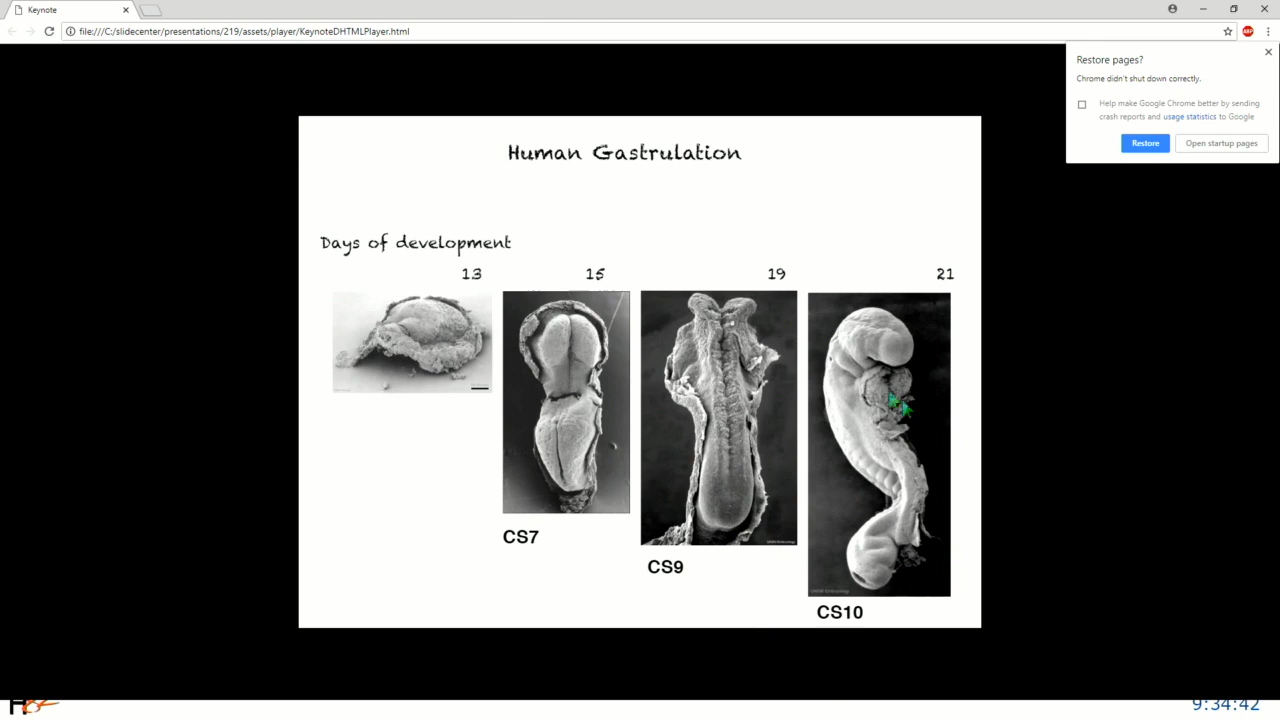 Keynote
file:///C:/slidecenter/presentations/219/assets/player/KeynoteDHTMLPlayer.html
ABP
Restore pages?
Chrome didn't shut down correctly.
Help make Google Chrome better by sending
crash reports and usage statistics to Google
Restore
Open startup pages
Human Gastrulation
Days of development
13
15
19
21
CS7
CS9
CS10
9:34:42